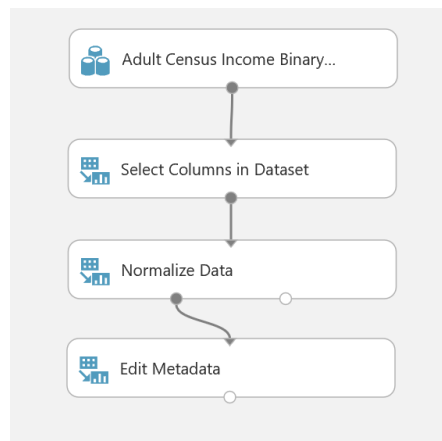 Adult Census Income Binary...
Select Columns in Dataset
Normalize Data
Edit Metadata